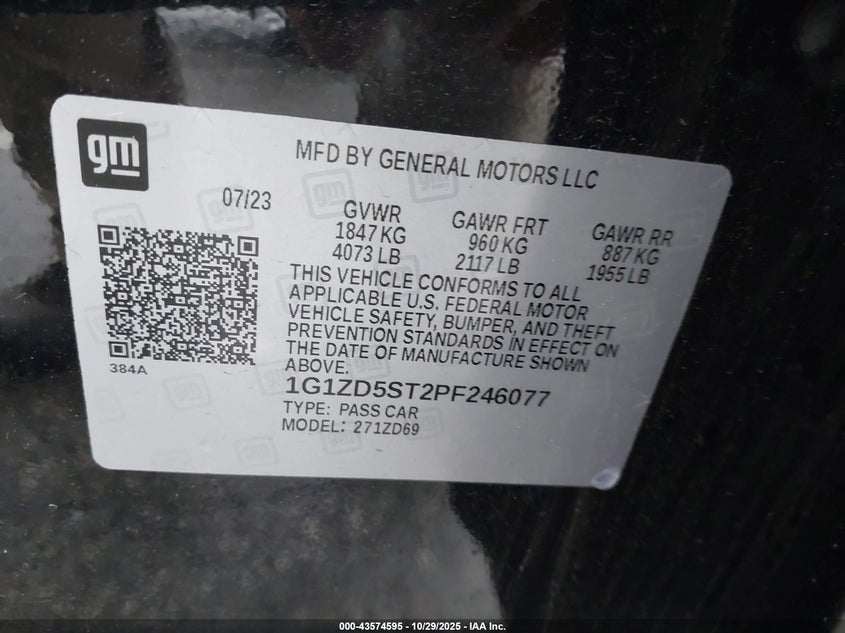 gm
MFD BY GENERAL MOTORS LLC
07/23
GVWR GAWR FRT GAWR RR
1847 KG 960 KG 887 KG
4073 LB 2117 LB 1955 LB
THIS VEHICLE CONFORMS TO ALL
APPLICABLE U.S. FEDERAL MOTOR
VEHICLE SAFETY, BUMPER, AND THEFT
PREVENTION STANDARDS IN EFFECT ON
THE DATE OF MANUFACTURE SHOWN
ABOVE.
384A
1G1ZD5ST2PF246077
TYPE: PASS CAR
MODEL: 271ZD69
000-43574595 - 10/29/2025 - IAA Inc.